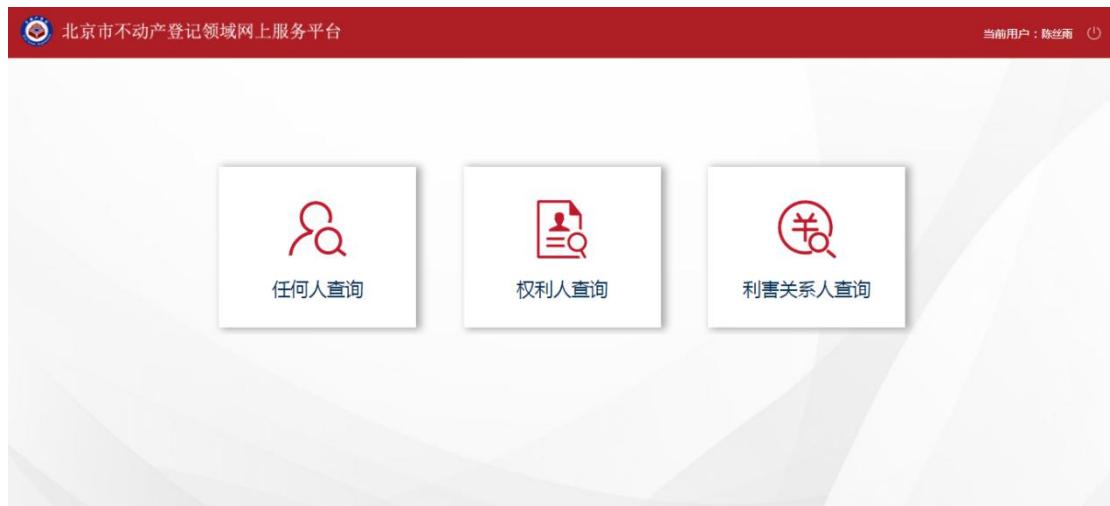 北京市不动产登记领域网上服务平台
当前用户：陈丝雨
任何人查询
权利人查询
利害关系人查询